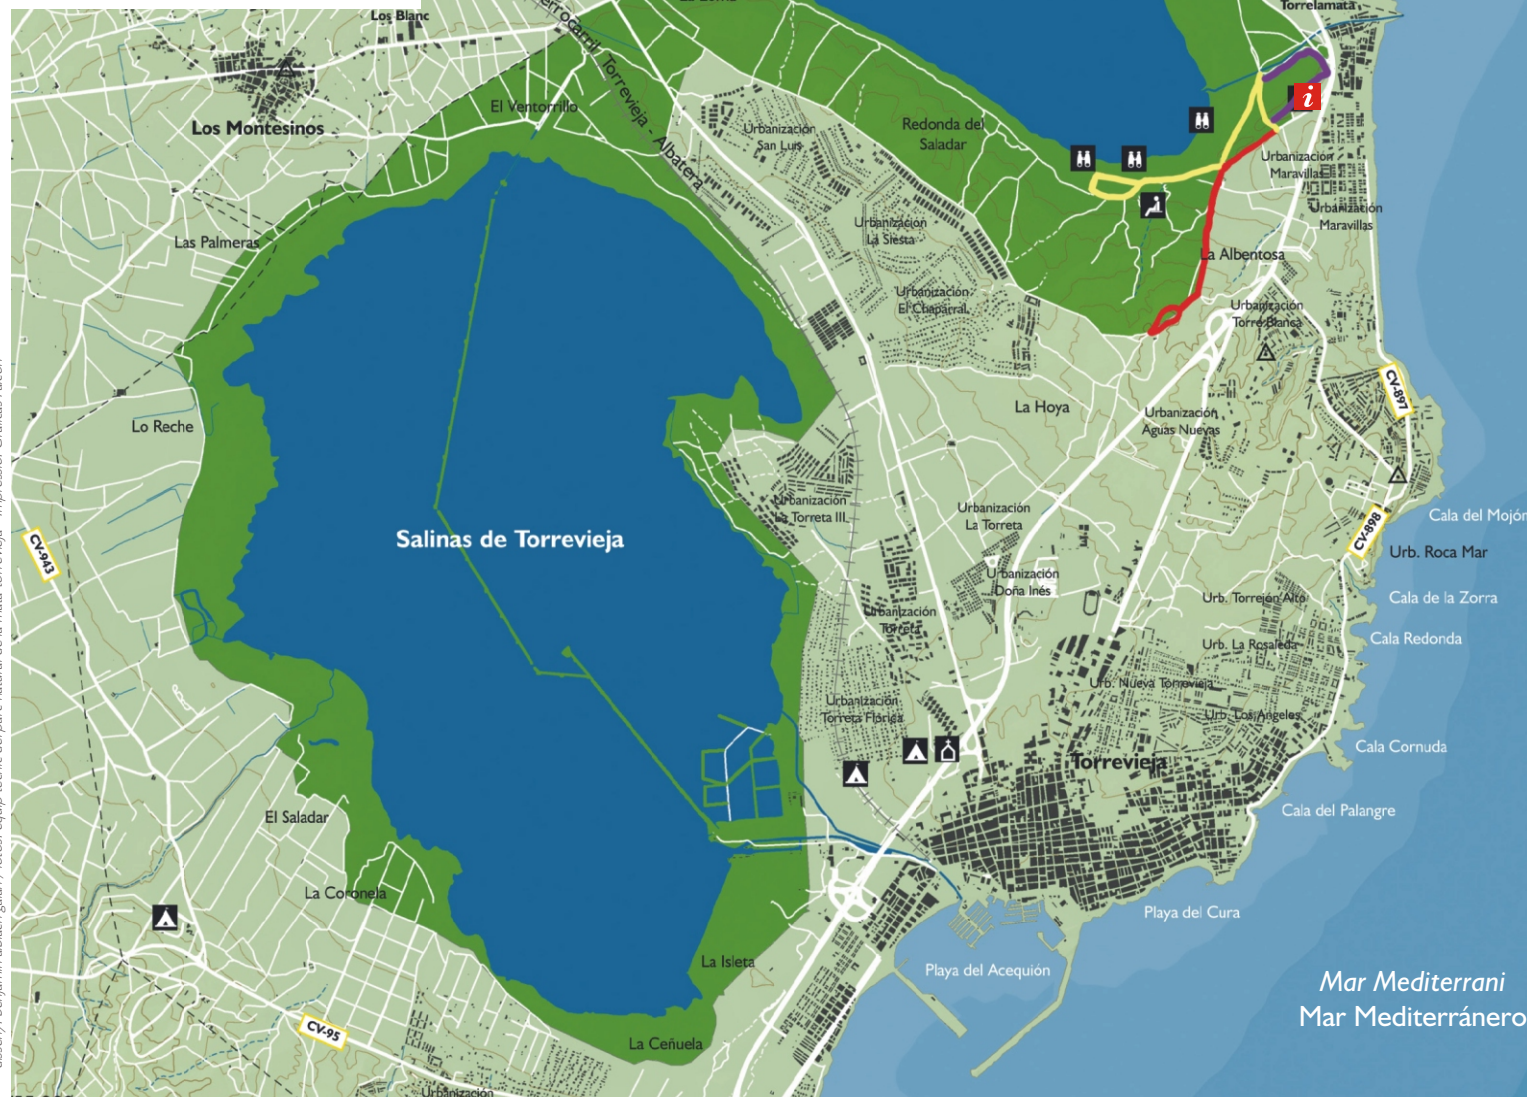 Torrelamata
Los Blanc
Ferrocarril Torrevieja - Albatera
El Ventorrillo
Los Montesinos
Urbanización
San Luis
Redonda del
Saladar
i
Urbanización
Maravillas
Urbanización
Maravillas
Las Palmeras
Urbanización
La Siesta
La Albentosa
Urbanización
El Chaparral
Urbanización
Torre Blanca
CV-897
La Hoya
Urbanización
Aguas Nuevas
Lo Reche
Urbanización
La Torreta III
Urbanización
La Torreta
Cala del Mojón
CV-898
Salinas de Torrevieja
CV-943
Urb. Roca Mar
Urbanización
Doña Inés
Urb. Torrejón Alto
Cala de la Zorra
Urbanización
Torreta
Cala Redonda
Urb. La Rosaleda
Urb. Nueva Torrevieja
Urbanización
Torreta Florida
Urb. Los Angeles
Cala Cornuda
Torrevieja
El Saladar
Cala del Palangre
La Coronela
Playa del Cura
La Isleta
Playa del Acequión
Mar Mediterrani
Mar Mediterráneo
CV-95
La Ceñuela
Urbanización